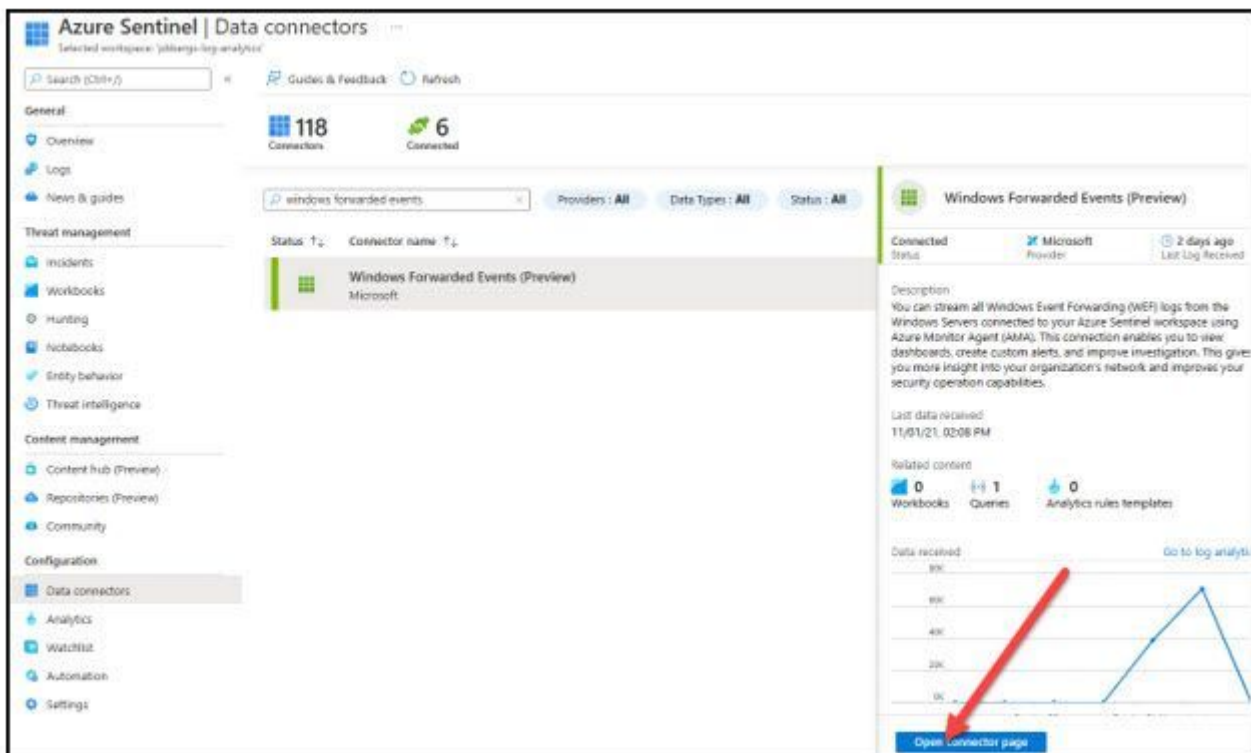 Azure Sentinel | Data connectors ...
Selected workspace:
Search (Ctrl+/)
«
Guides & Feedback
Refresh
General
Overview
Logs
News & guides
Threat management
Incidents
Workbooks
Hunting
Notebooks
Entity behavior
Threat intelligence
Content management
Content hub (Preview)
Repositories (Preview)
Community
Configuration
Data connectors
Analytics
Watchlist
Automation
Settings
118
Connectors
6
Connected
windows forwarded events
Providers : All
Data Types : All
Status : All
Status ↑↓ Connector name ↑↓
Windows Forwarded Events (Preview)
Microsoft
Windows Forwarded Events (Preview)
Connected
Status
Microsoft
Provider
2 days ago
Last Log Received
Description
You can stream all Windows Event Forwarding (WEF) logs from the
Windows Servers connected to your Azure Sentinel workspace using
Azure Monitor Agent (AMA). This connection enables you to view
dashboards, create custom alerts, and improve investigation. This gives
you more insight into your organization's network and improves your
security operation capabilities.
Last data received
11/01/21, 02:08 PM
Related content
0
Workbooks
1
Queries
0
Analytics rules templates
Data received
Go to log analytic
80K
60K
40K
20K
0K
Open connector page